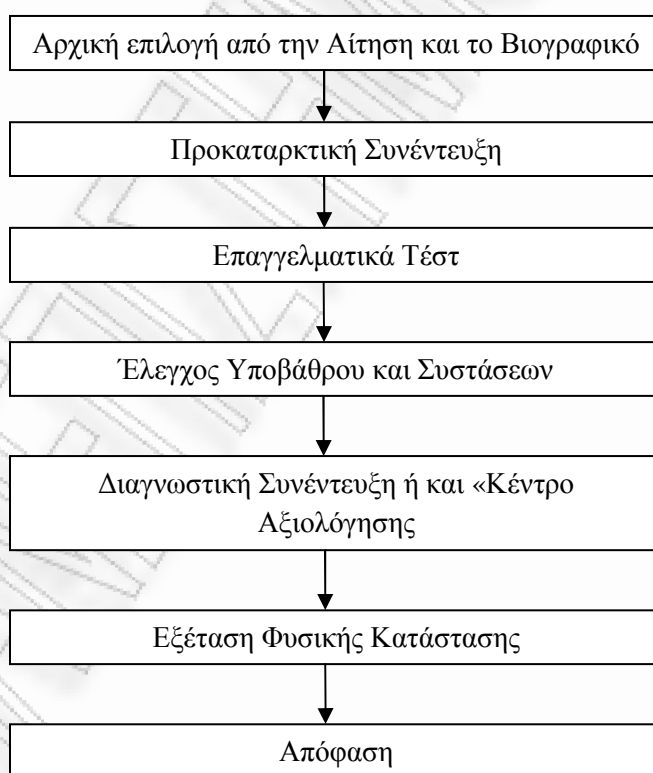 Αρχική επιλογή από την Αίτηση και το Βιογραφικό
Προκαταρκτική Συνέντευξη
Επαγγελματικά Τέστ
Έλεγχος Υποβάθρου και Συστάσεων
Διαγνωστική Συνέντευξη ή και «Κέντρο
Αξιολόγησης
Εξέταση Φυσικής Κατάστασης
Απόφαση